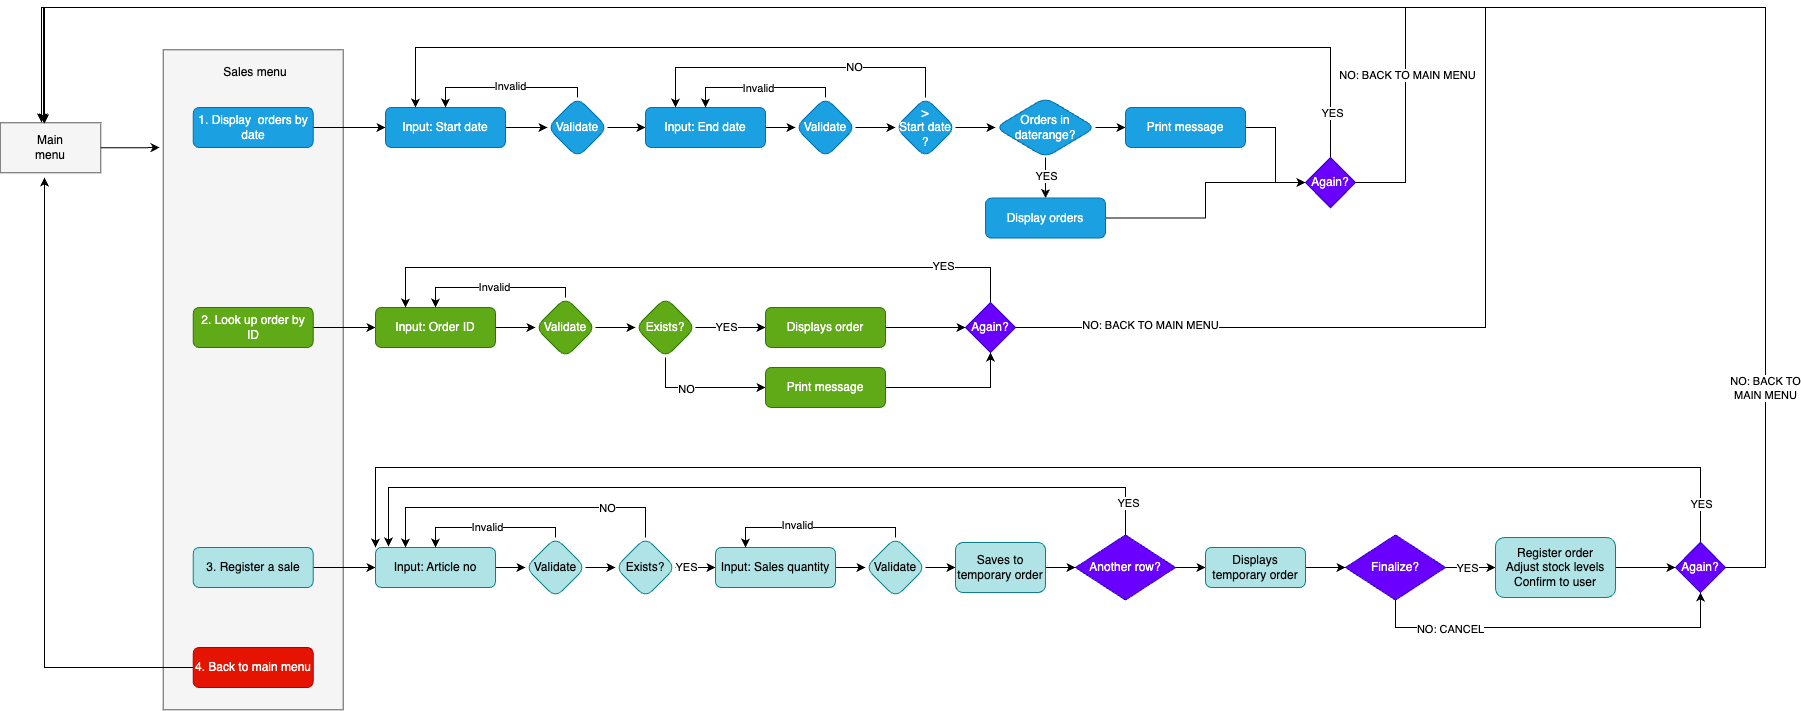 Main
menu
Sales menu
1. Display orders by
date
Input: Start date
Invalid
Validate
Input: End date
Invalid
NO
Validate
>
Start date
?
Orders in
daterange?
YES
Print message
Display orders
Again?
YES
NO: BACK TO MAIN MENU
2. Look up order by
ID
Input: Order ID
Invalid
Validate
Exists?
YES
NO
Displays order
Print message
Again?
YES
NO: BACK TO MAIN MENU
3. Register a sale
Input: Article no
Invalid
Validate
NO
Exists?
YES
Input: Sales quantity
Invalid
Validate
Saves to
temporary order
Another row?
YES
Displays
temporary order
Finalize?
YES
NO: CANCEL
Register order
Adjust stock levels
Confirm to user
Again?
YES
NO: BACK TO
MAIN MENU
4. Back to main menu